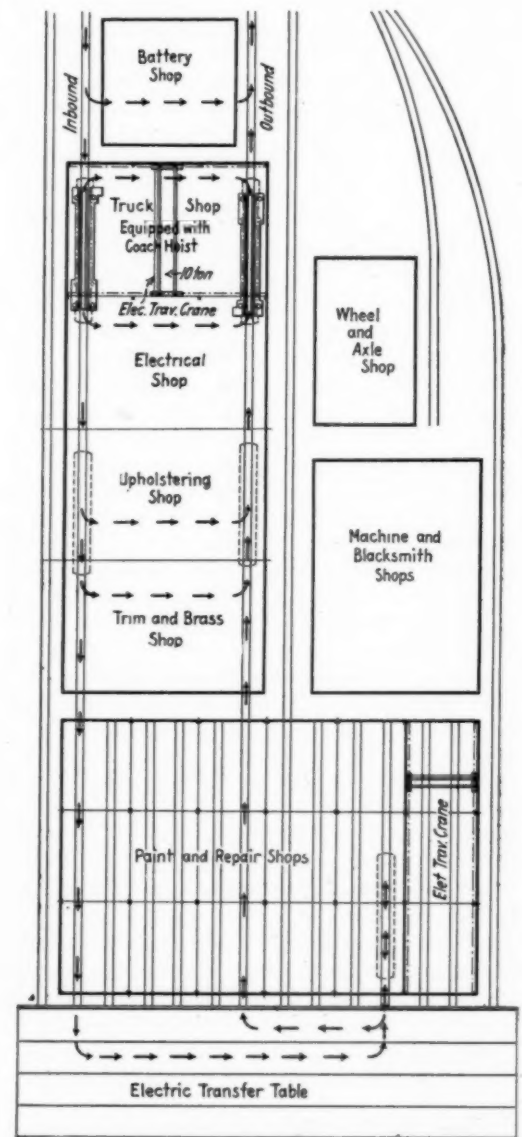 Battery
Shop
Inbound
Outbound
Truck Shop
Equipped with
Coach Hoist
10 ton
Elec. Trav. Crane
Electrical
Shop
Wheel
and
Axle
Shop
Upholstering
Shop
Machine and
Blacksmith
Shops
Trim and Brass
Shop
Paint and Repair Shops
Elet Trav. Crane
Electric Transfer Table